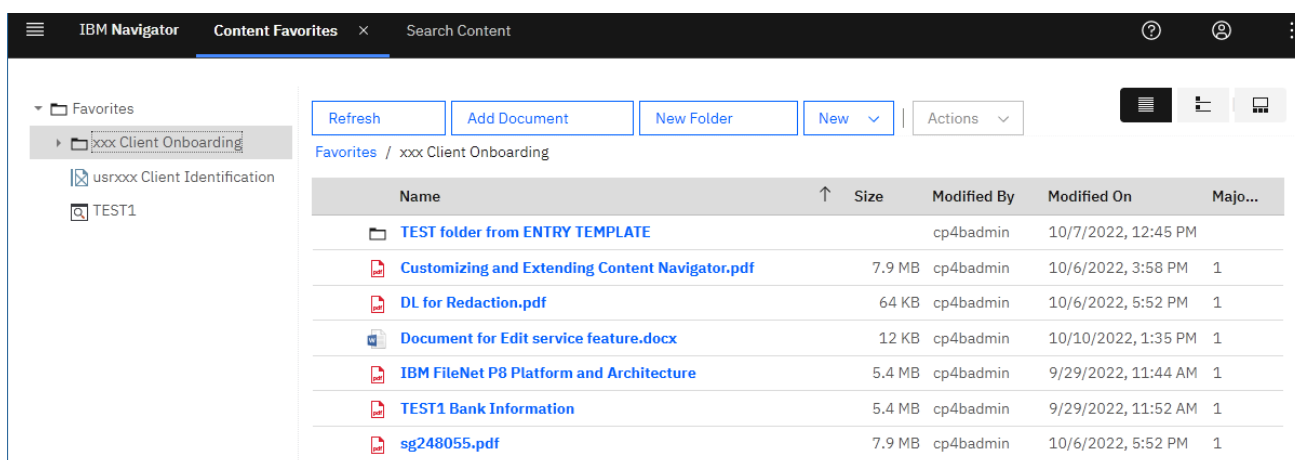 IBM Navigator Content Favorites × Search Content
Favorites
xxx Client Onboarding
usrxxx Client Identification
TEST1
Refresh Add Document New Folder New Actions
Favorites / xxx Client Onboarding
Name ↑ Size Modified By Modified On Majo...
TEST folder from ENTRY TEMPLATE cp4badmin 10/7/2022, 12:45 PM
Customizing and Extending Content Navigator.pdf 7.9 MB cp4badmin 10/6/2022, 3:58 PM 1
DL for Redaction.pdf 64 KB cp4badmin 10/6/2022, 5:52 PM 1
Document for Edit service feature.docx 12 KB cp4badmin 10/10/2022, 1:35 PM 1
IBM FileNet P8 Platform and Architecture 5.4 MB cp4badmin 9/29/2022, 11:44 AM 1
TEST1 Bank Information 5.4 MB cp4badmin 9/29/2022, 11:52 AM 1
sg248055.pdf 7.9 MB cp4badmin 10/6/2022, 5:52 PM 1